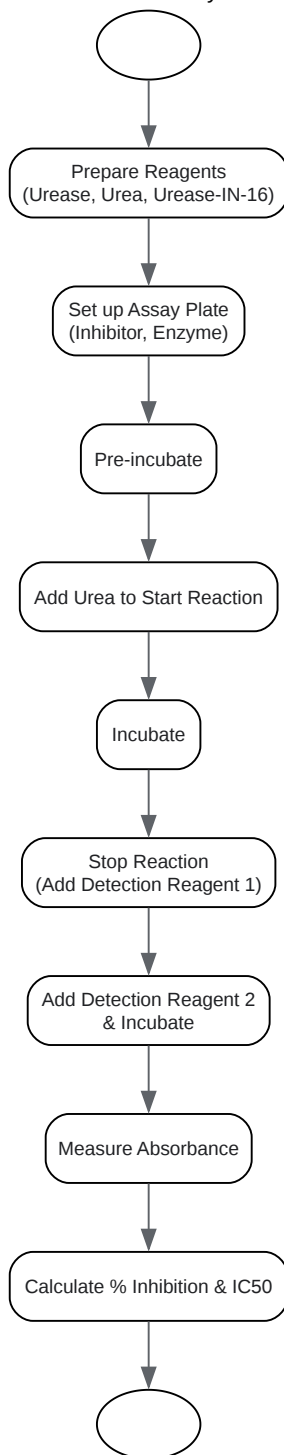 Prepare Reagents
(Urease, Urea, Urease-IN-16)
Set up Assay Plate
(Inhibitor, Enzyme)
Pre-incubate
Add Urea to Start Reaction
Incubate
Stop Reaction
(Add Detection Reagent 1)
Add Detection Reagent 2
& Incubate
Measure Absorbance
Calculate % Inhibition & IC50